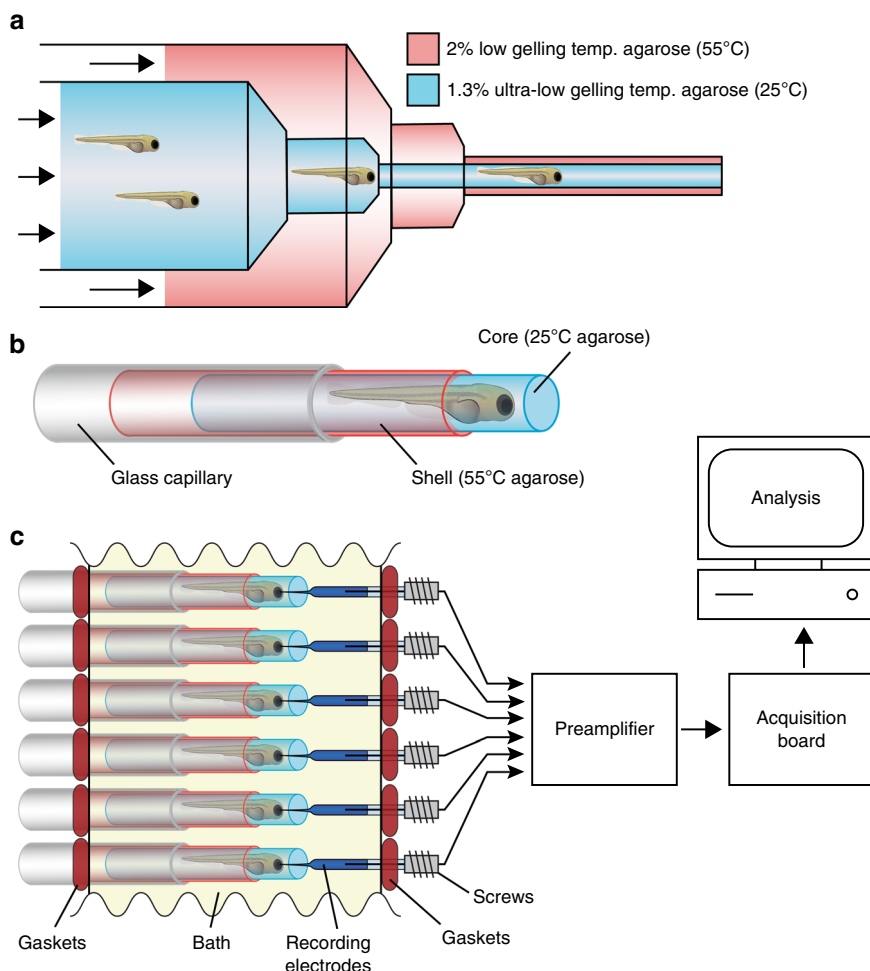 a
2% low gelling temp. agarose (55°C)
1.3% ultra-low gelling temp. agarose (25°C)
b
Core (25°C agarose)
Glass capillary
Shell (55°C agarose)
Analysis
c
Preamplifier
Acquisition
board
Screws
Gaskets
Bath
Recording
electrodes
Gaskets